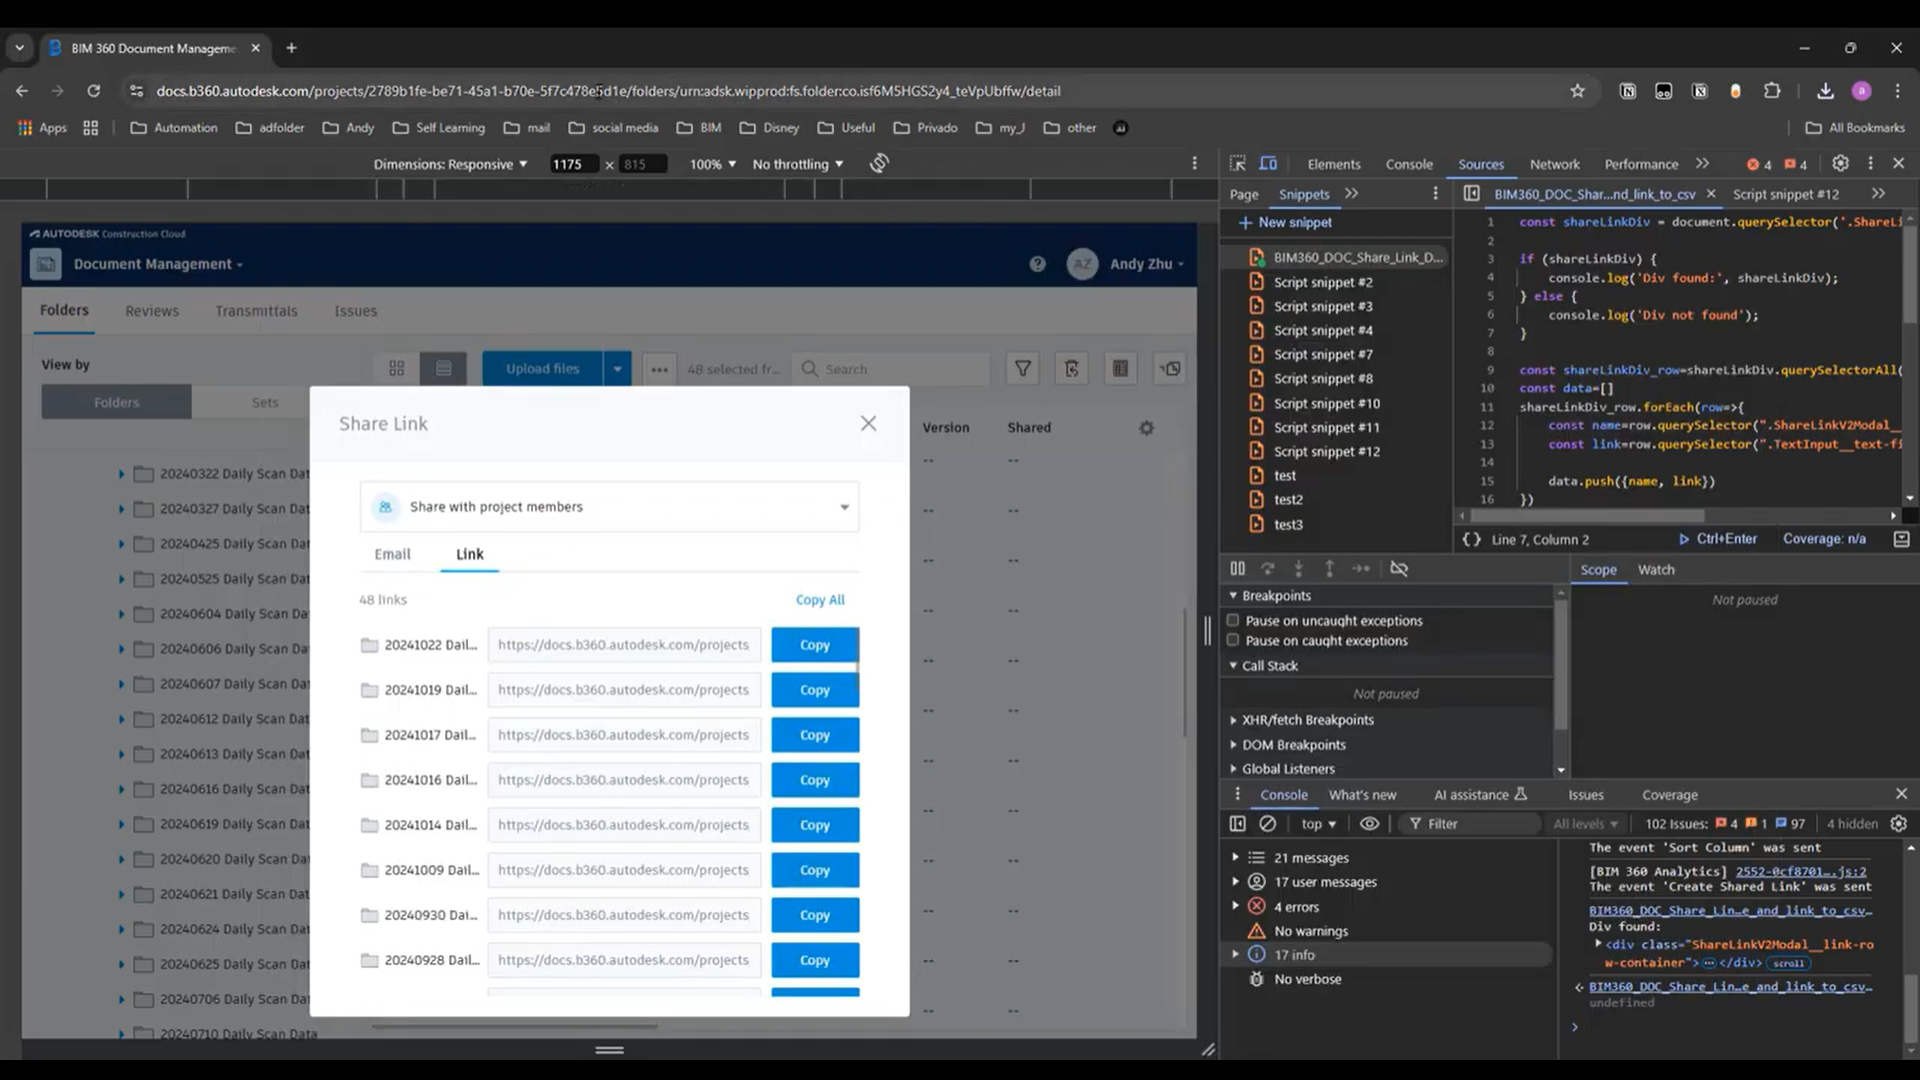 BIM 360 Document Manageme
docs.b360.autodesk.com/projects/2789b1fe-be71-45a1-b70e-5f7c478e5d1e/folders/urn:adsk.wipprod:fs.folder:co.isf6M5HGS2y4_teVpUbffw/detail
Apps Automation adfolder Andy Self Learning mail social media BIM Disney Useful Privado my_J other All Bookmarks
Dimensions: Responsive 1175 x 815 100% No throttling
Elements Console Sources Network Performance 4 4
Page Snippets
BIM360_DOC_Shar...nd_link_to_csv Script snippet #12
New snippet
BIM360_DOC_Share_Link_D...
Script snippet #2
Script snippet #3
Script snippet #4
Script snippet #7
Script snippet #8
Script snippet #10
Script snippet #11
Script snippet #12
test
test2
test3
1 const shareLinkDiv = document.querySelector('.ShareLi
2
3 if (shareLinkDiv) {
4 console.log('Div found:', shareLinkDiv);
5 } else {
6 console.log('Div not found');
7 }
8
9 const shareLinkDiv_row=shareLinkDiv.querySelectorAll(
10 const data=[]
11 shareLinkDiv_row.forEach(row=>{
12 const name=row.querySelector(".ShareLinkV2Modal__
13 const link=row.querySelector(".TextInput__text-fi
14
15 data.push({name, link})
16 })
{} Line 7, Column 2 Ctrl+Enter Coverage: n/a
Scope Watch
Not paused
Breakpoints
Pause on uncaught exceptions
Pause on caught exceptions
Call Stack
Not paused
XHR/fetch Breakpoints
DOM Breakpoints
Global Listeners
Console What's new AI assistance Issues Coverage
top Filter All levels 102 Issues: 4 1 97 4 hidden
21 messages
17 user messages
4 errors
No warnings
17 info
No verbose
The event 'Sort Column' was sent
[BIM 360 Analytics] 2552-0cf8701….js:2
The event 'Create Shared Link' was sent
BIM360_DOC_Share_Lin…e_and_link_to_csv…
Div found:
<div class="ShareLinkV2Modal__link-ro
w-container">…</div> scroll
BIM360_DOC_Share_Lin…e_and_link_to_csv…
undefined
AUTODESK Construction Cloud
Document Management
AZ Andy Zhu
Folders Reviews Transmittals Issues
View by
Upload files 48 selected fr... Search
Folders Sets
Version Shared
20240322 Daily Scan Dat
20240327 Daily Scan Dat
20240425 Daily Scan Dat
20240525 Daily Scan Dat
20240604 Daily Scan Dat
20240606 Daily Scan Dat
20240607 Daily Scan Dat
20240612 Daily Scan Dat
20240613 Daily Scan Dat
20240616 Daily Scan Dat
20240619 Daily Scan Dat
20240620 Daily Scan Dat
20240621 Daily Scan Dat
20240624 Daily Scan Dat
20240625 Daily Scan Dat
20240706 Daily Scan Dat
20240710 Daily Scan Data
-- --
-- --
-- --
-- --
-- --
-- --
-- --
-- --
-- --
-- --
-- --
-- --
Share Link
Share with project members
Email Link
48 links Copy All
20241022 Dail... https://docs.b360.autodesk.com/projects Copy
20241019 Dail... https://docs.b360.autodesk.com/projects Copy
20241017 Dail... https://docs.b360.autodesk.com/projects Copy
20241016 Dail... https://docs.b360.autodesk.com/projects Copy
20241014 Dail... https://docs.b360.autodesk.com/projects Copy
20241009 Dail... https://docs.b360.autodesk.com/projects Copy
20240930 Dai... https://docs.b360.autodesk.com/projects Copy
20240928 Dail... https://docs.b360.autodesk.com/projects Copy